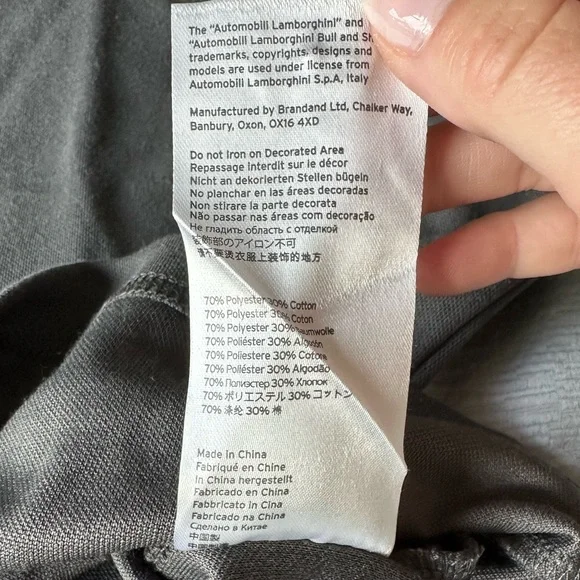 The "Automobili Lamborghini" and
"Automobili Lamborghini Bull and
trademarks, copyrights, designs and
models are used under license from
Automobili Lamborghini S.p.A, Italy
Manufactured by Brandand Ltd, Chalker Way,
Banbury, Oxon, OX16 4XD
Do not Iron on Decorated Area
Repassage Interdit sur le décor
Nicht an dekorierten Stellen bügeln
No planchar en las áreas decoradas
Non stirare la parte decorata
Não passar nas áreas com decoração
Не гладить область с отделкой
装飾部のアイロン不可
请不要烫衣服上装饰的地方
70% Polyester 30% Cotton
70% Polyester 30% Coton
70% Polyester 30%
70% Poliéster 30% Algodón
70% Poliestere 30% Cotone
70% Poliéster 30% Algodão
70% Полиэстер 30% Хлопок
70% ポリエステル 30% コットン
70% 涤纶 30% 棉
Made in China
Fabriqué en Chine
In China hergestellt
Fabricado en China
Fabbricato in Cina
Fabricado na China
Сделано в Китае
中国製
中国製